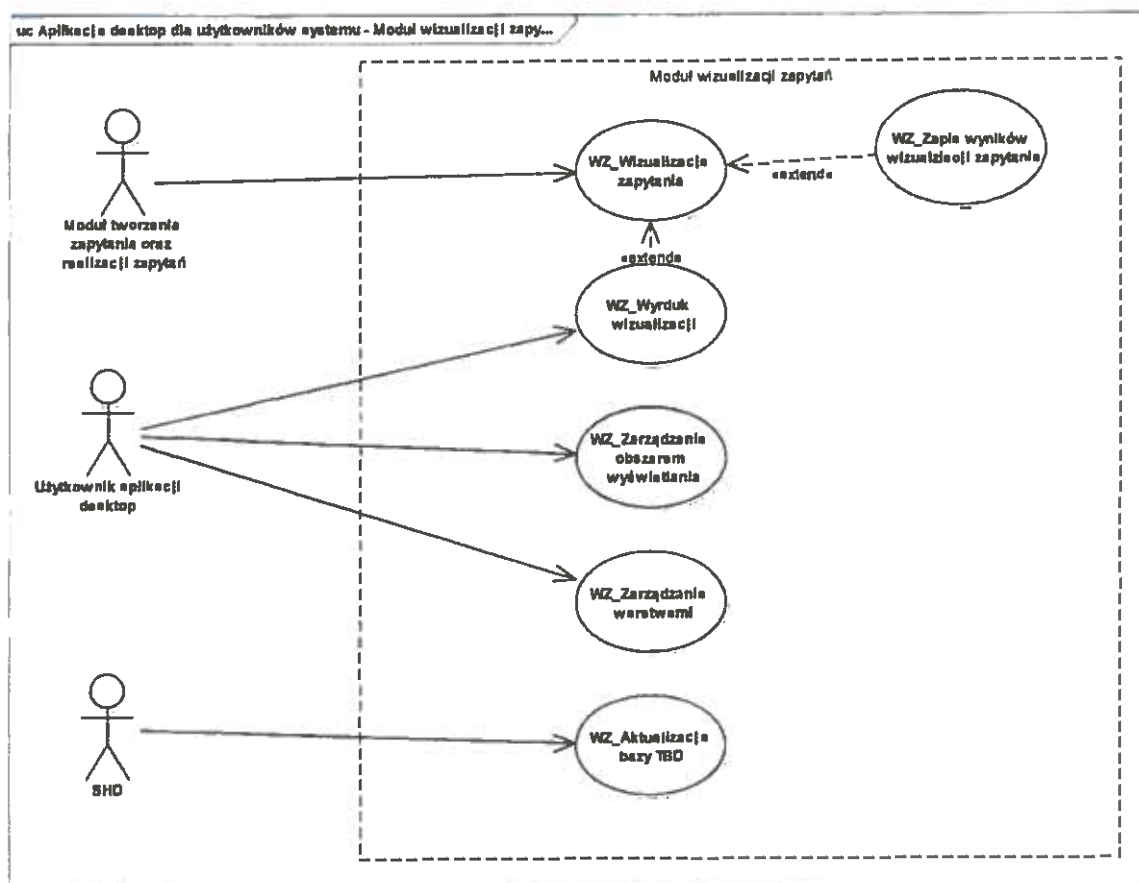 uc Aplikacja desktop dla użytkowników systemu - Moduł wizualizacji zapy...
Moduł wizualizacji zapytań
WZ_Wizualizacja
zapytania
WZ_Zapis wyników
wizualziacji zapytania
«extend»
Moduł tworzenia
zapytania oraz
realizacji zapytań
«extend»
WZ_Wyrduk
wizualizacji
WZ_Zarządzanie
obszarem
wyświetlania
Użytkownik aplikacji
desktop
WZ_Zarządzanie
warstwami
WZ_Aktualizacja
bazy TBD
SHD